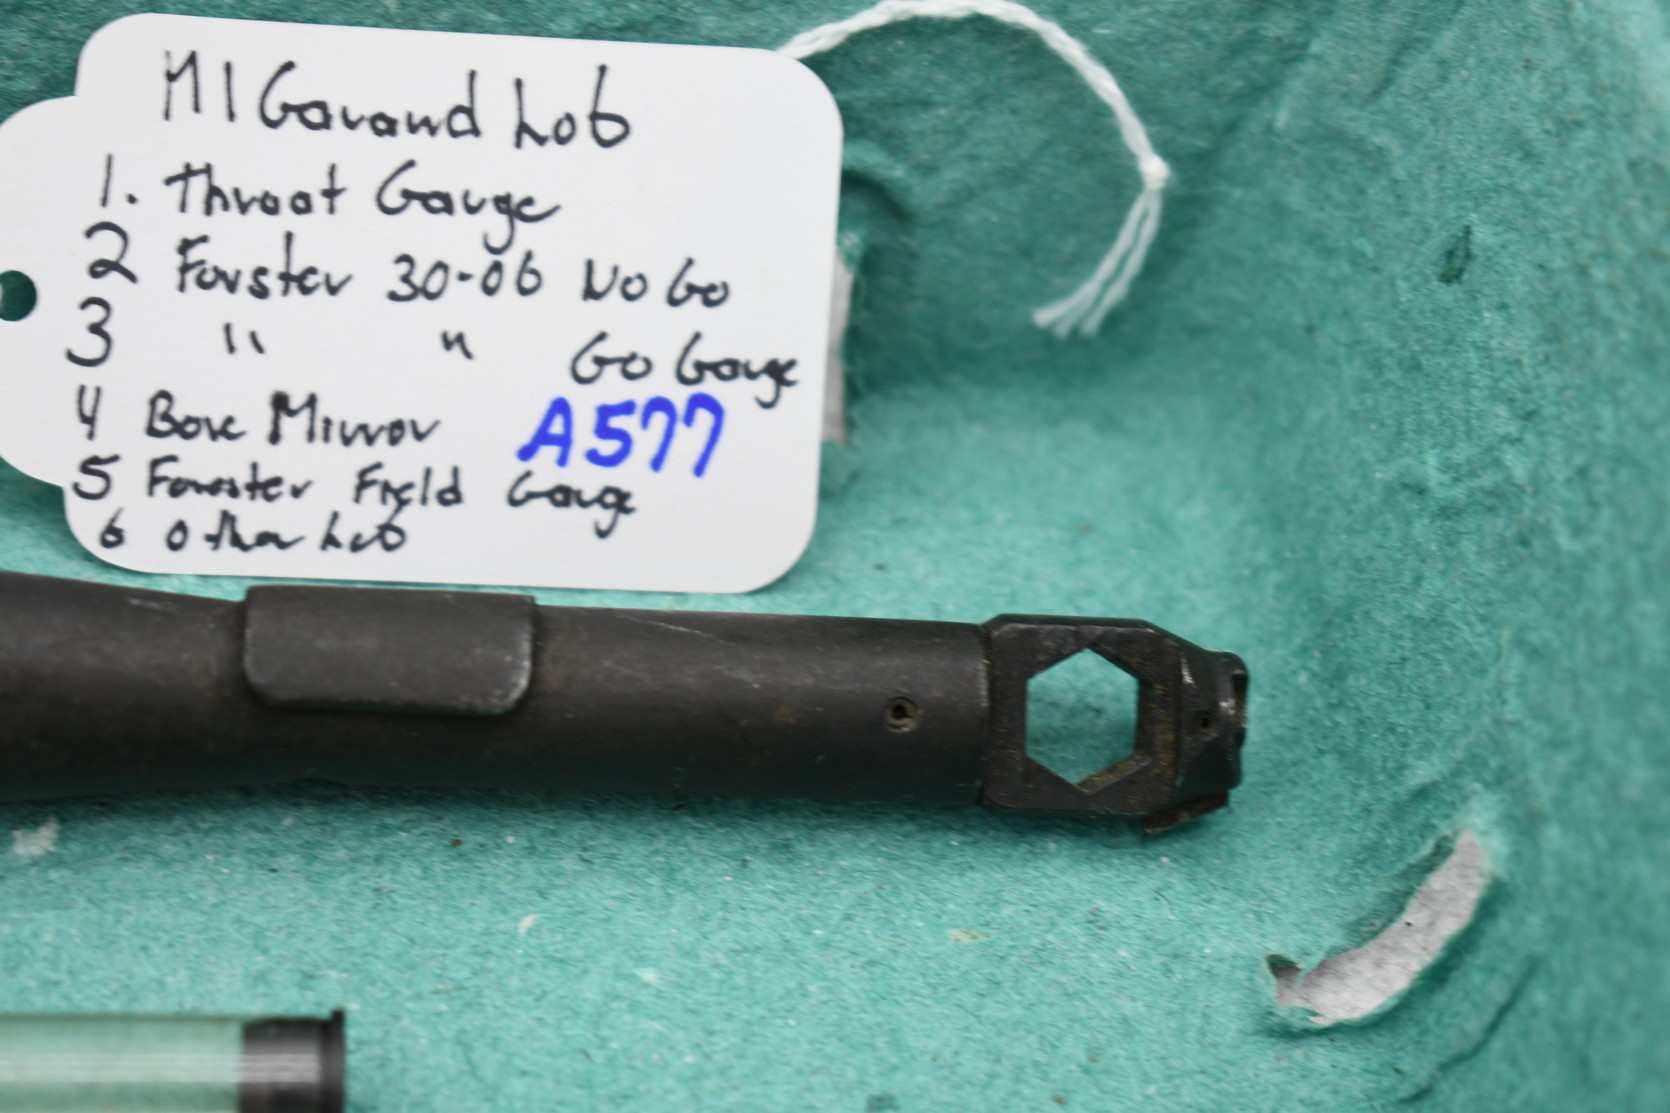 M1 Garand Lot
1. Throat Gauge
2 Forster 30-06 No Go
3 " " Go Gauge
4 Bore Mirror A577
5 Forester Field Gauge
6 Other Lot